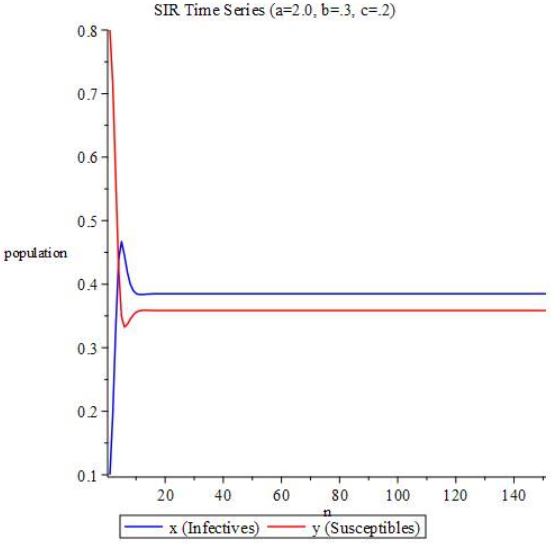 SIR Time Series (a=2.0, b=.3, c=.2)
0.8
0.7
0.6
0.5
population
0.4
0.3
0.2
0.1
20 40 60 80 100 120 140
n
x (Infectives) y (Susceptibles)